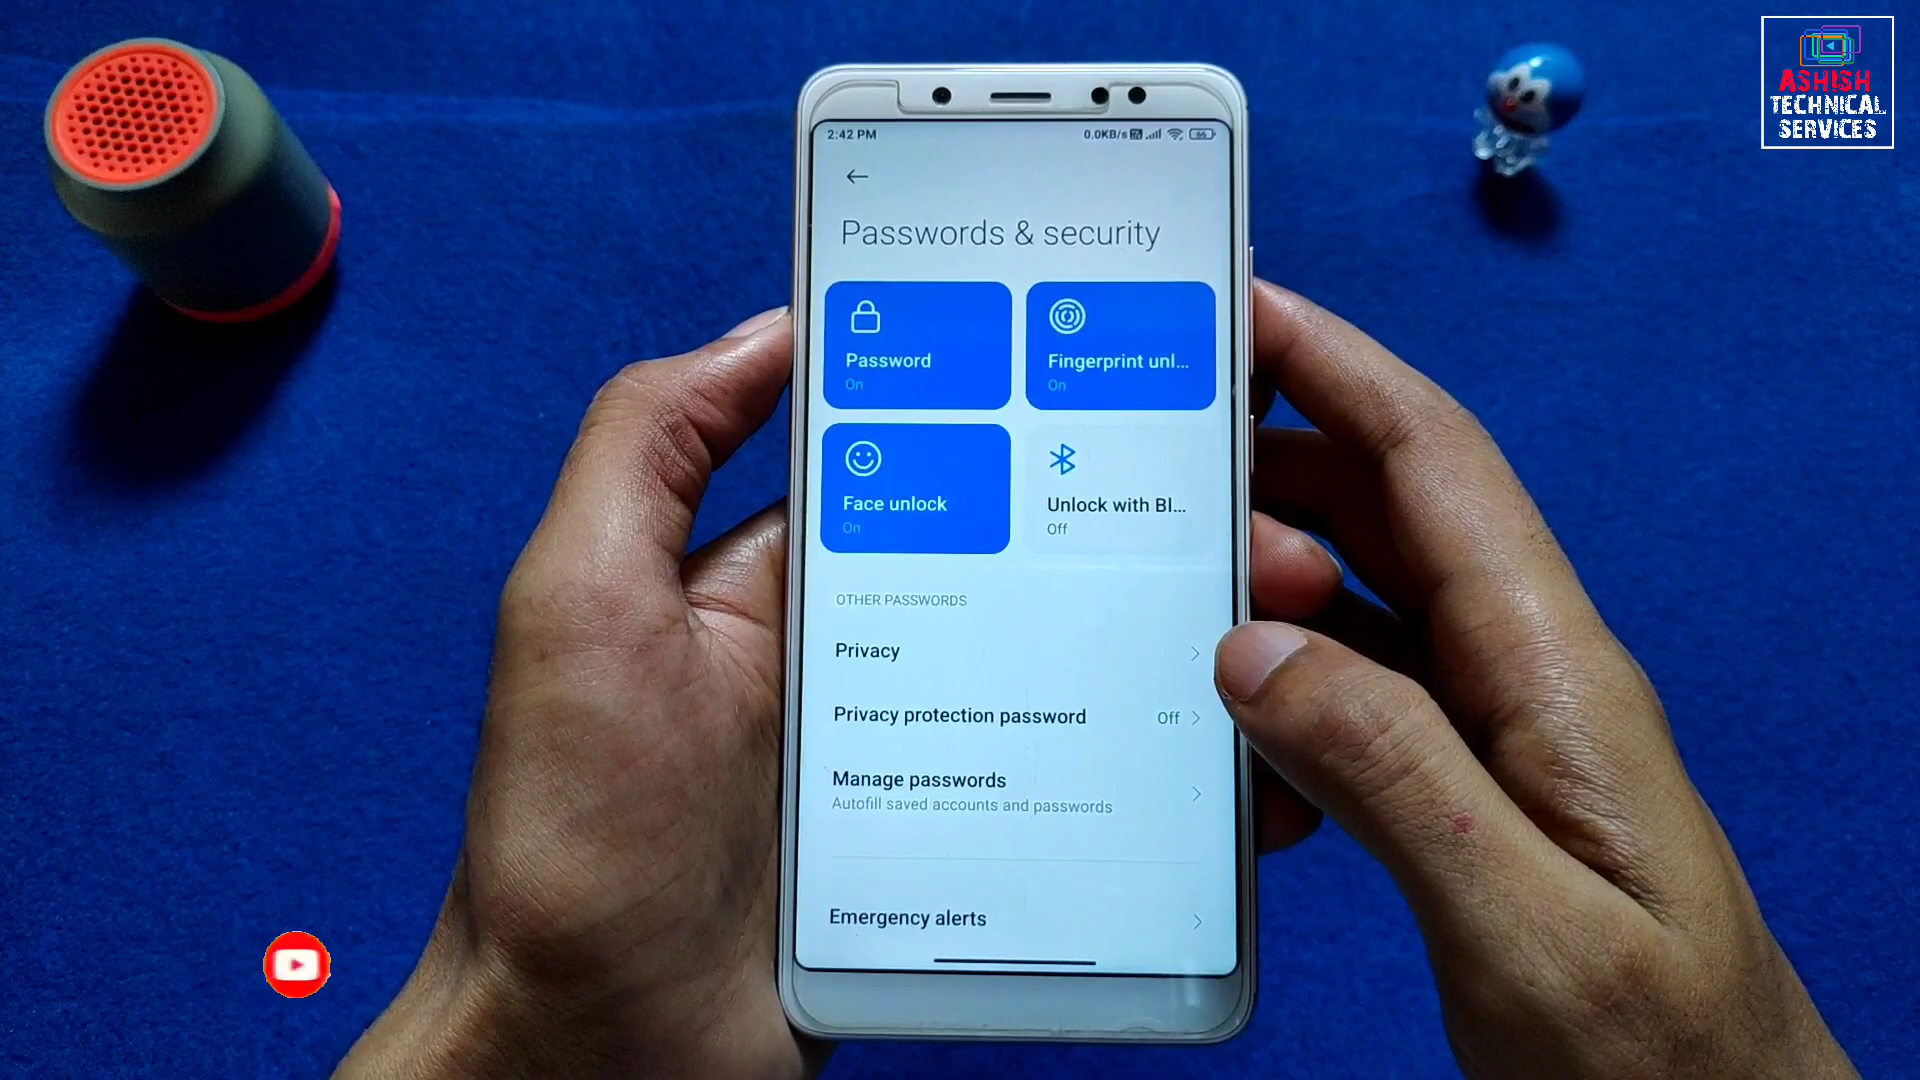 ASHISH
TECHNICAL
SERVICES
2:42 PM
0.0KB/s
66
Passwords & security
Password
On
Fingerprint unl...
On
Face unlock
On
Unlock with Bl...
Off
OTHER PASSWORDS
Privacy
Privacy protection password
Off
Manage passwords
Autofill saved accounts and passwords
Emergency alerts